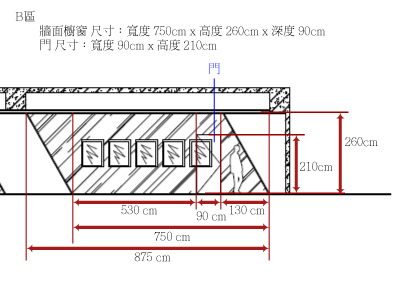 B區
牆面櫥窗 尺寸：寬度 750cm x 高度 260cm x 深度 90cm
門 尺寸：寬度 90cm x 高度 210cm
門
260cm
210cm
530 cm
90 cm
130 cm
750 cm
875 cm